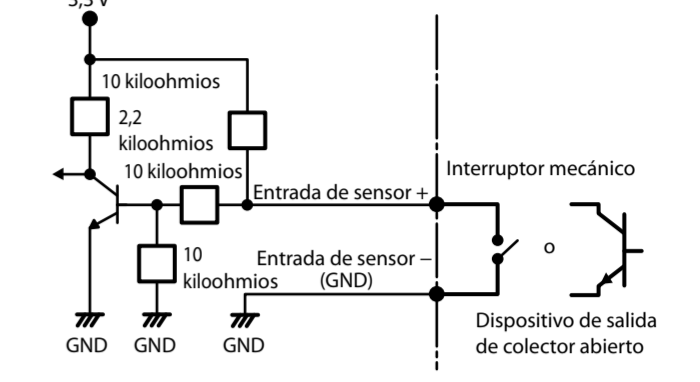 3,3 V
10 kiloohmios
2,2
kiloohmios
10 kiloohmios
Entrada de sensor +
Interruptor mecánico
Entrada de sensor –
(GND)
o
10
kiloohmios
GND
GND
GND
Dispositivo de salida
de colector abierto